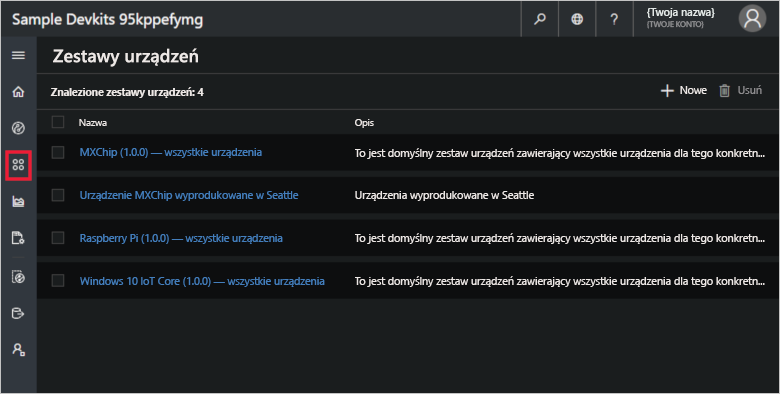 Sample Devkits 95kppefymg
?
{Twoja nazwa}
{TWOJE KONTO}
Zestawy urządzeń
Znalezione zestawy urządzeń: 4
+ Nowe
Usuń
Nazwa
Opis
MXChip (1.0.0) — wszystkie urządzenia
To jest domyślny zestaw urządzeń zawierający wszystkie urządzenia dla tego konkretn...
Urządzenie MXChip wyprodukowane w Seattle
Urządzenia wyprodukowane w Seattle
Raspberry Pi (1.0.0) — wszystkie urządzenia
To jest domyślny zestaw urządzeń zawierający wszystkie urządzenia dla tego konkretn...
Windows 10 IoT Core (1.0.0) — wszystkie urządzenia
To jest domyślny zestaw urządzeń zawierający wszystkie urządzenia dla tego konkretn...